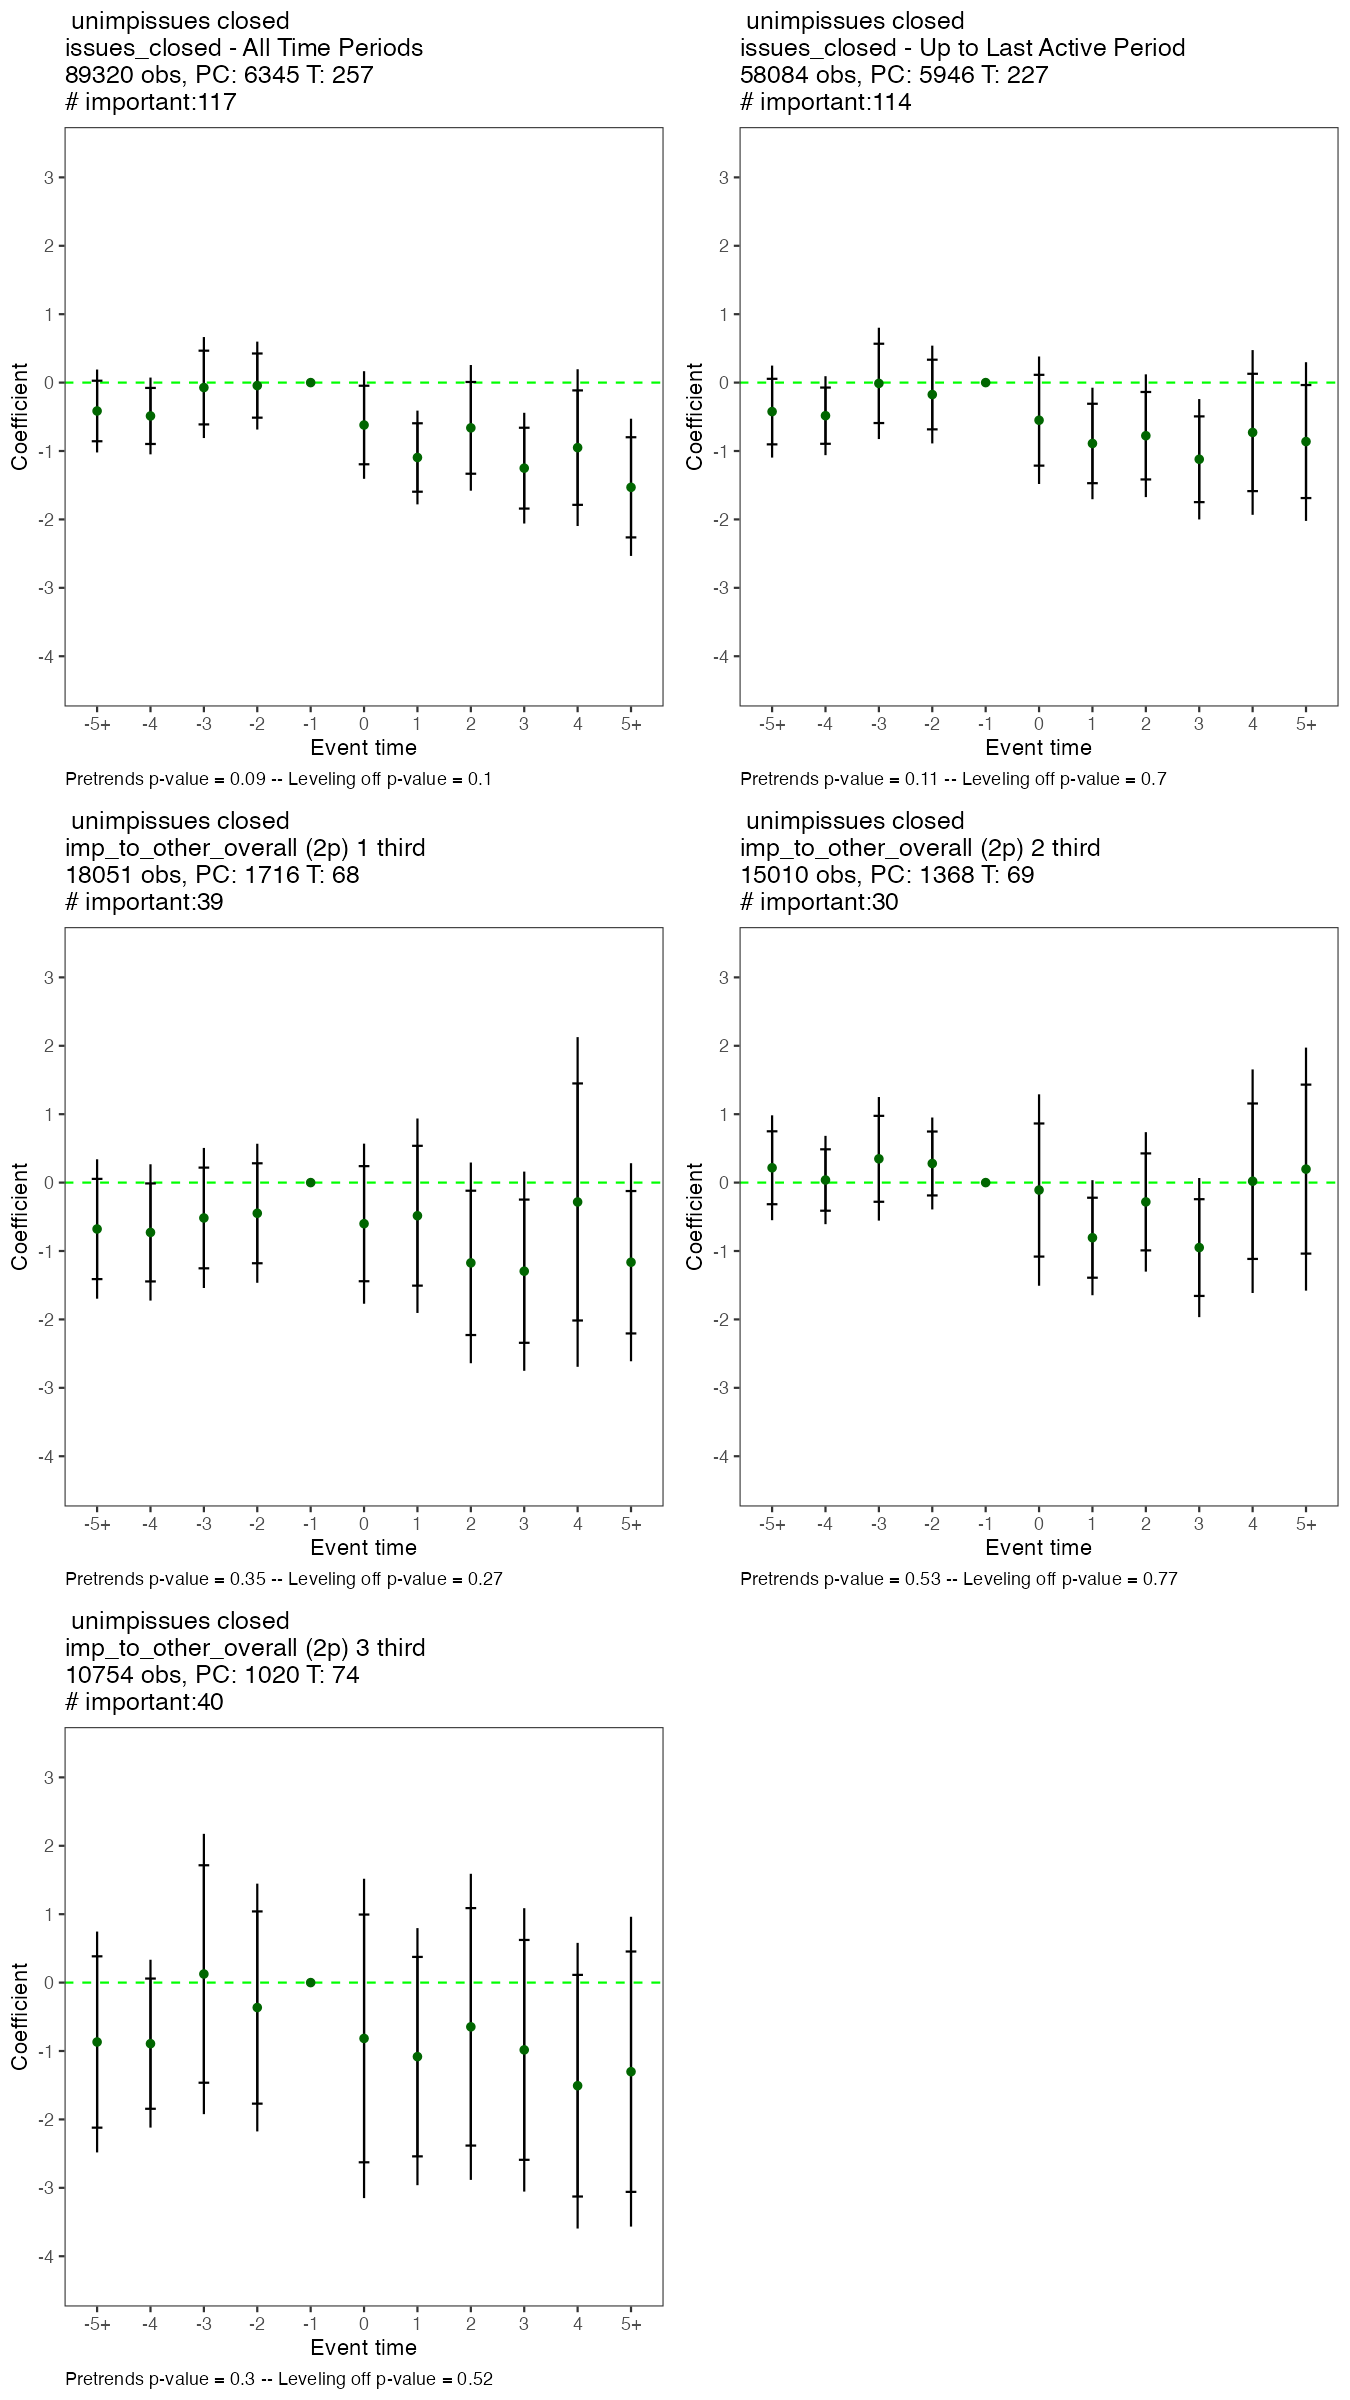 unimpissues closed
issues_closed - All Time Periods
89320 obs, PC: 6345 T: 257
# important:117
3
2
1
0
-1
-2
-3
-4
Coefficient
-5+ -4 -3 -2 -1 0 1 2 3 4 5+
Event time
Pretrends p-value = 0.09 -- Leveling off p-value = 0.1
unimpissues closed
issues_closed - Up to Last Active Period
58084 obs, PC: 5946 T: 227
# important:114
3
2
1
0
-1
-2
-3
-4
Coefficient
-5+ -4 -3 -2 -1 0 1 2 3 4 5+
Event time
Pretrends p-value = 0.11 -- Leveling off p-value = 0.7
unimpissues closed
imp_to_other_overall (2p) 1 third
18051 obs, PC: 1716 T: 68
# important:39
3
2
1
0
-1
-2
-3
-4
Coefficient
-5+ -4 -3 -2 -1 0 1 2 3 4 5+
Event time
Pretrends p-value = 0.35 -- Leveling off p-value = 0.27
unimpissues closed
imp_to_other_overall (2p) 2 third
15010 obs, PC: 1368 T: 69
# important:30
3
2
1
0
-1
-2
-3
-4
Coefficient
-5+ -4 -3 -2 -1 0 1 2 3 4 5+
Event time
Pretrends p-value = 0.53 -- Leveling off p-value = 0.77
unimpissues closed
imp_to_other_overall (2p) 3 third
10754 obs, PC: 1020 T: 74
# important:40
3
2
1
0
-1
-2
-3
-4
Coefficient
-5+ -4 -3 -2 -1 0 1 2 3 4 5+
Event time
Pretrends p-value = 0.3 -- Leveling off p-value = 0.52